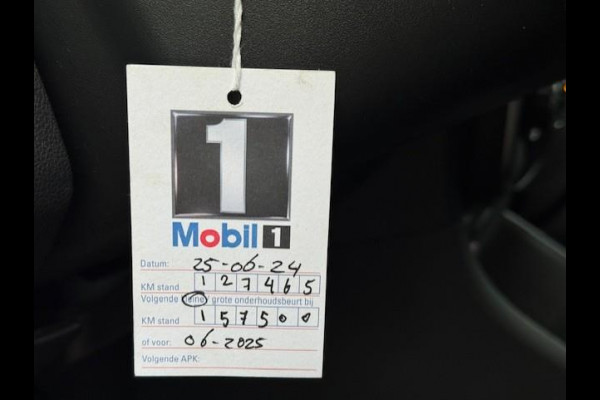 1
Mobil 1
Datum: 25-06-24
KM stand 127465
Volgende kleine/ grote onderhoudsbeurt bij
KM stand 157500
of voor: 06-2025
Volgende APK: